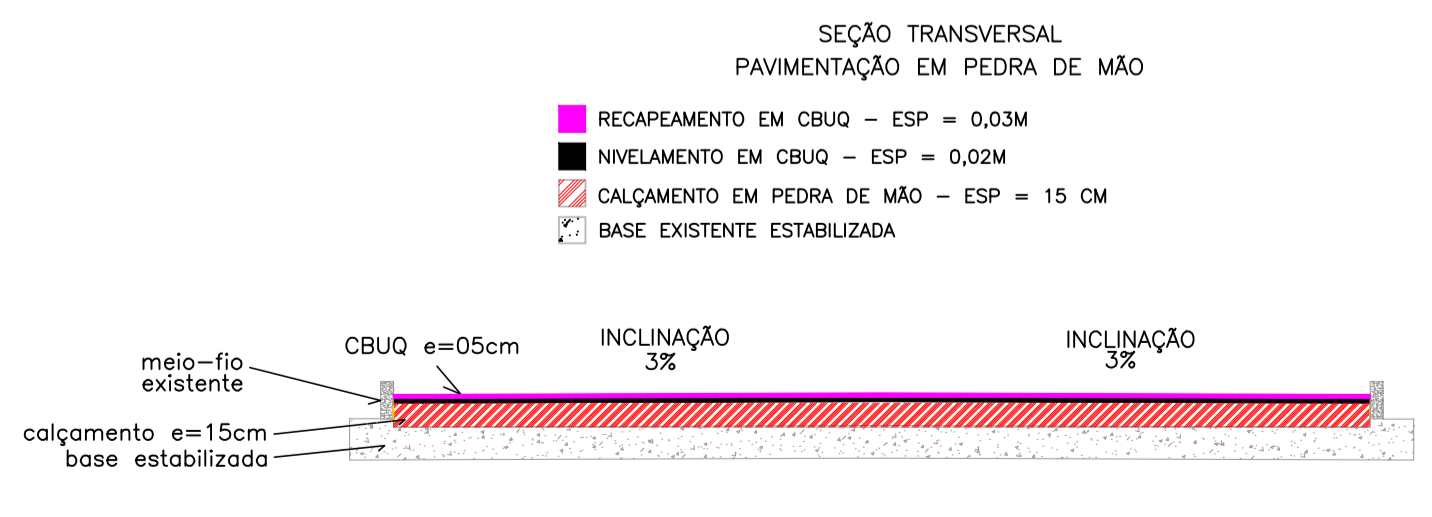 SEÇÃO TRANSVERSAL
PAVIMENTAÇÃO EM PEDRA DE MÃO
RECAPEAMENTO EM CBUQ - ESP = 0,03M
NIVELAMENTO EM CBUQ - ESP = 0,02M
CALÇAMENTO EM PEDRA DE MÃO - ESP = 15 CM
BASE EXISTENTE ESTABILIZADA
meio-fio
existente
CBUQ e=05cm
INCLINAÇÃO
3%
INCLINAÇÃO
3%
calçamento e=15cm
base estabilizada